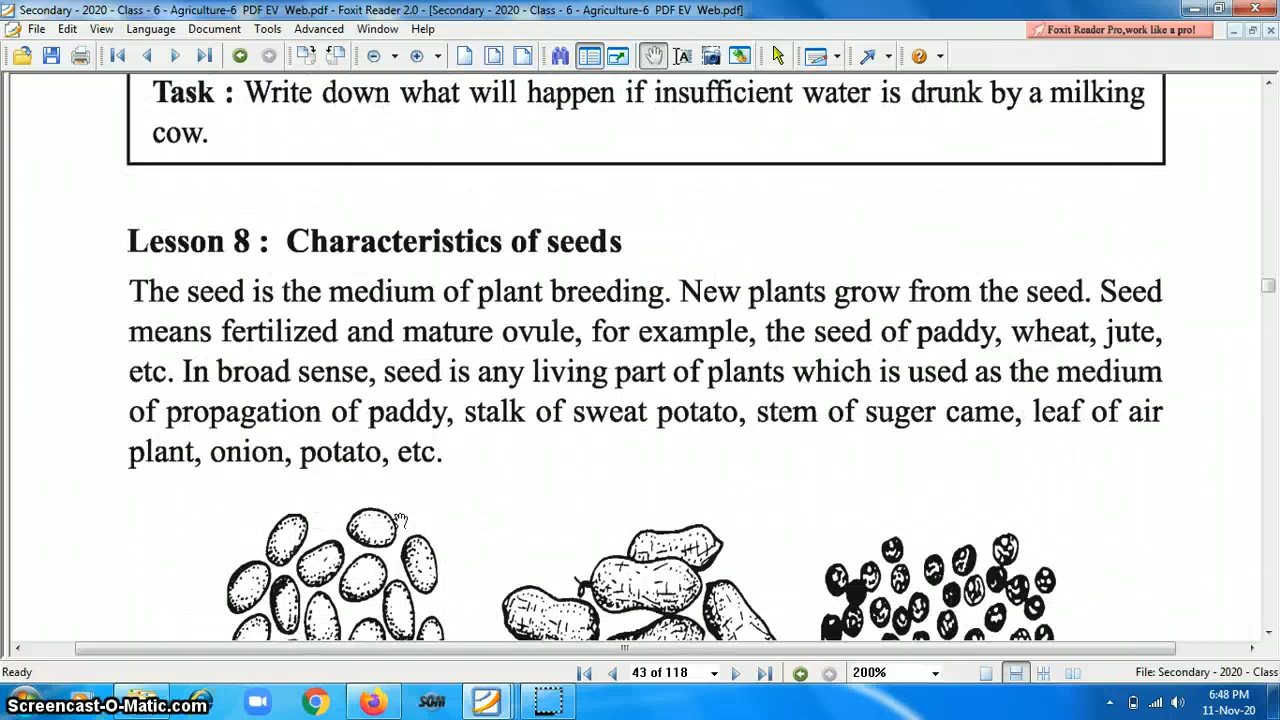 Secondary - 2020 - Class - 6 - Agriculture-6 PDF EV Web.pdf - Foxit Reader 2.0 - [Secondary - 2020 - Class - 6 - Agriculture-6 PDF EV Web.pdf]
File Edit View Language Document Tools Advanced Window Help
Foxit Reader Pro,work like a pro!
Task : Write down what will happen if insufficient water is drunk by a milking
cow.
Lesson 8 : Characteristics of seeds
The seed is the medium of plant breeding. New plants grow from the seed. Seed
means fertilized and mature ovule, for example, the seed of paddy, wheat, jute,
etc. In broad sense, seed is any living part of plants which is used as the medium
of propagation of paddy, stalk of sweat potato, stem of suger came, leaf of air
plant, onion, potato, etc.
Ready
43 of 118
200%
File: Secondary - 2020 - Class
SOM
6:48 PM
11-Nov-20
Screencast-O-Matic.com